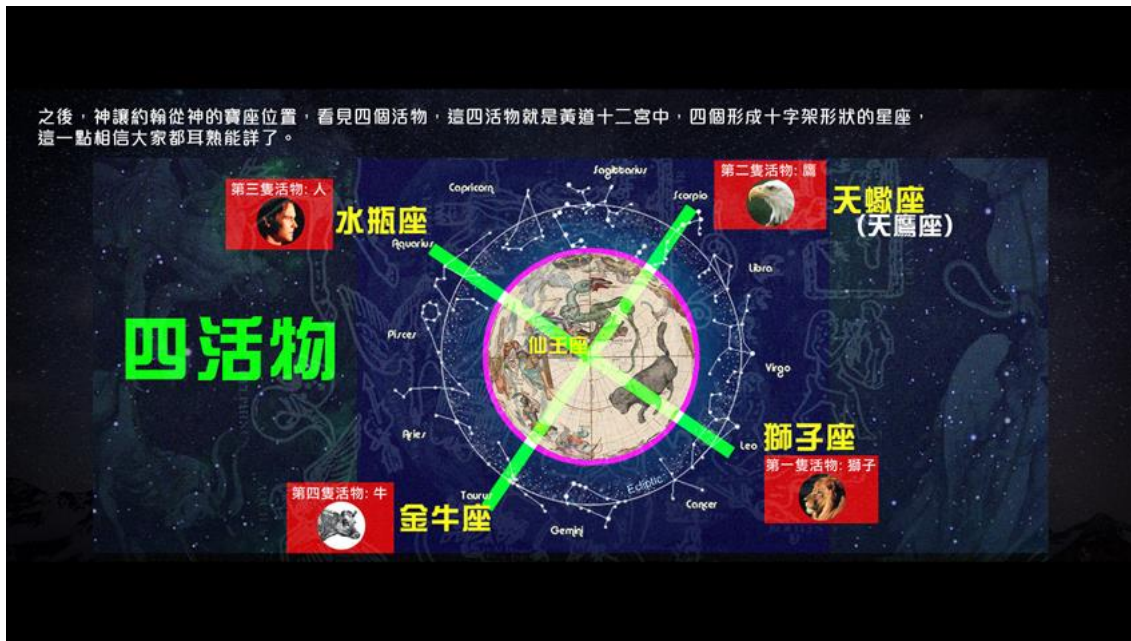 之後，神讓約翰從神的寶座位置，看見四個活物，這四活物就是黃道十二宮中，四個形成十字架形狀的星座，
這一點相信大家都耳熟能詳了。
Sagittarius
第二隻活物: 鷹
第三隻活物: 人
Capricorn
Scorpio
天蠍座
(天鷹座)
水瓶座
Aquarius
Libra
四活物
Pisces
仙王座
Virgo
Aries
Leo
獅子座
第一隻活物: 獅子
第四隻活物: 牛
Taurus
Ecliptic
Cancer
金牛座
Gemini